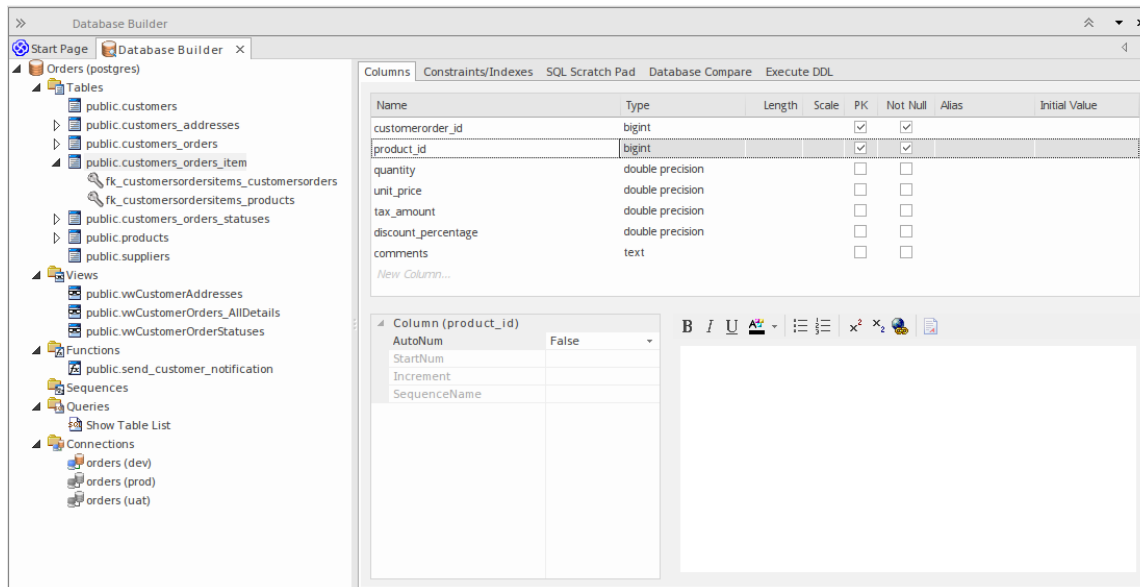 Database Builder
Start Page Database Builder
Orders (postgres)
Tables
public.customers
public.customers_addresses
public.customers_orders
public.customers_orders_item
fk_customersordersitems_customersorders
fk_customersordersitems_products
public.customers_orders_statuses
public.products
public.suppliers
Views
public.vwCustomerAddresses
public.vwCustomerOrders_AllDetails
public.vwCustomerOrderStatuses
Functions
public.send_customer_notification
Sequences
Queries
Show Table List
Connections
orders (dev)
orders (prod)
orders (uat)
Columns Constraints/Indexes SQL Scratch Pad Database Compare Execute DDL
Name Type Length Scale PK Not Null Alias Initial Value
customerorder_id bigint
product_id bigint
quantity double precision
unit_price double precision
tax_amount double precision
discount_percentage double precision
comments text
New Column...
Column (product_id)
AutoNum False
StartNum
Increment
SequenceName
B I U A x² x₂